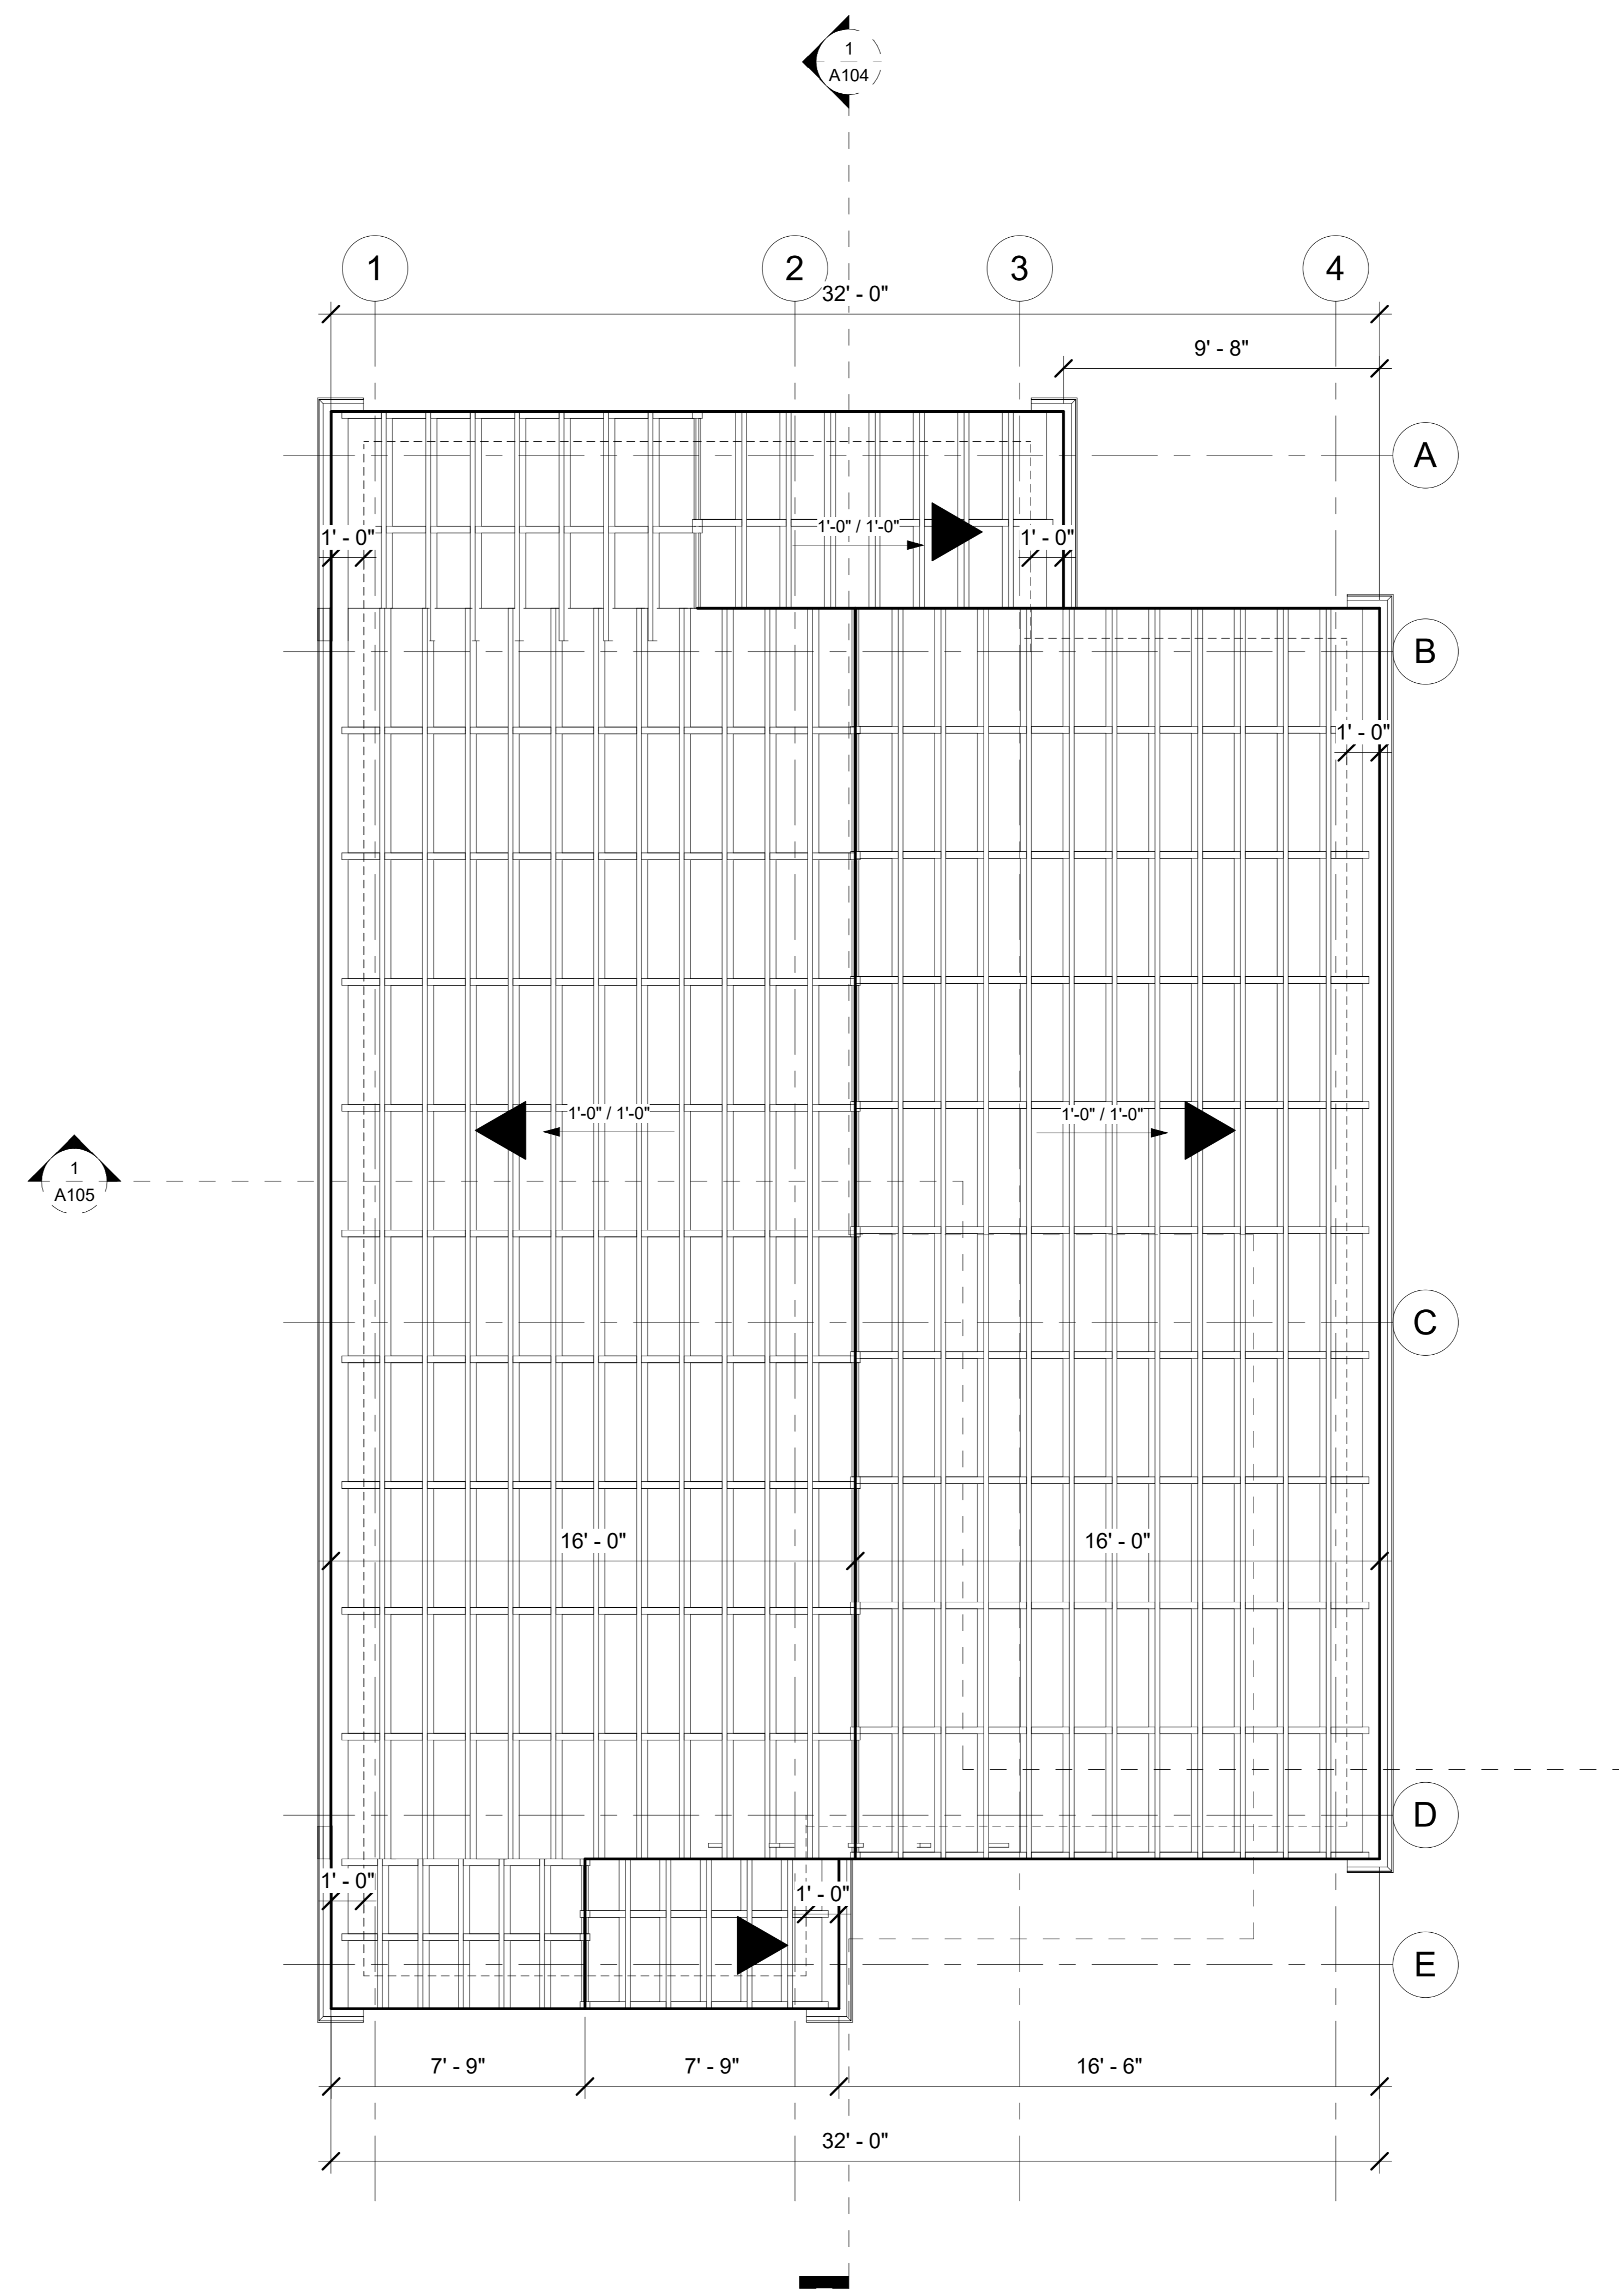 1
A104
1
2
3
4
32' - 0"
9' - 8"
A
1' - 0"
1'-0" / 1'-0"
1' - 0"
B
1' - 0"
1'-0" / 1'-0"
1'-0" / 1'-0"
1
A105
C
16' - 0"
16' - 0"
D
1' - 0"
1' - 0"
E
7' - 9"
7' - 9"
16' - 6"
32' - 0"